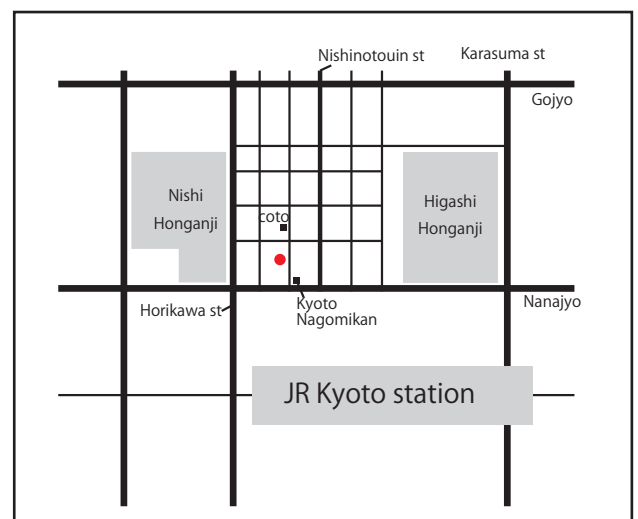 Nishinotouin st
Karasuma st
Gojyo
Nishi
Honganji
Higashi
Honganji
coto
Horikawa st
Kyoto
Nagomikan
Nanajyo
JR Kyoto station